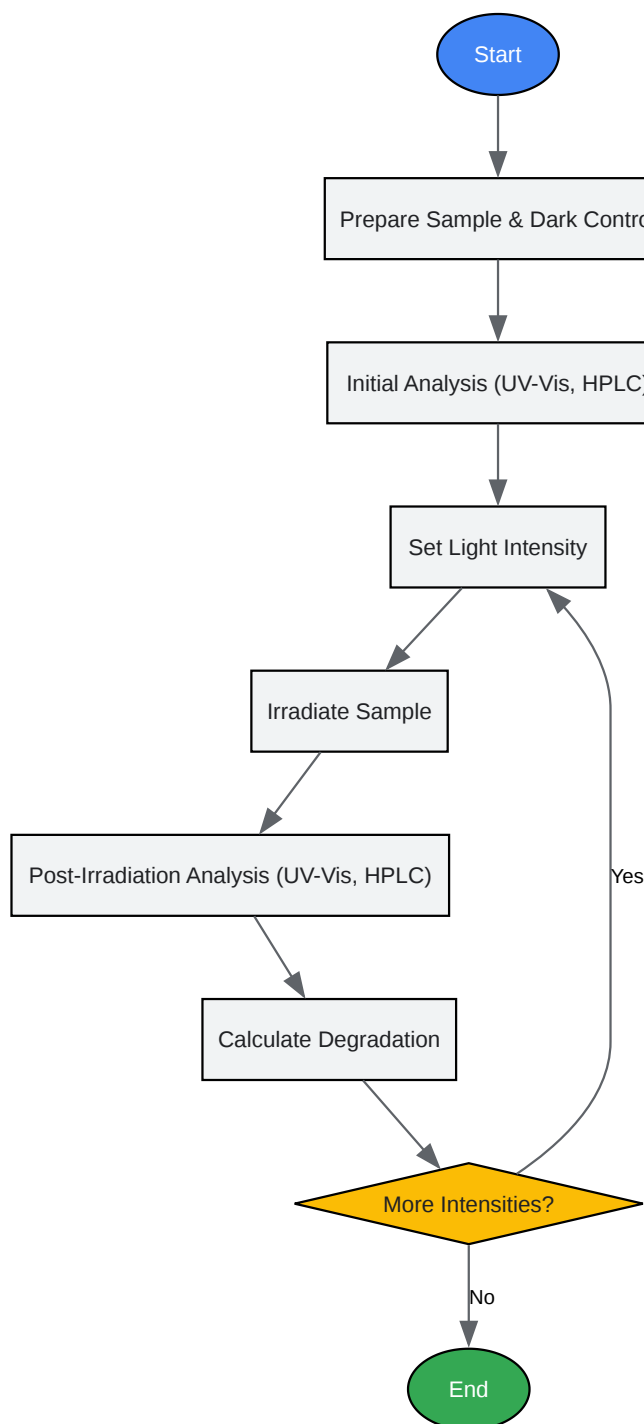 Start
Prepare Sample & Dark Contro
Initial Analysis (UV-Vis, HPLC)
Set Light Intensity
Irradiate Sample
Post-Irradiation Analysis (UV-Vis, HPLC)
Yes
Calculate Degradation
More Intensities?
No
End